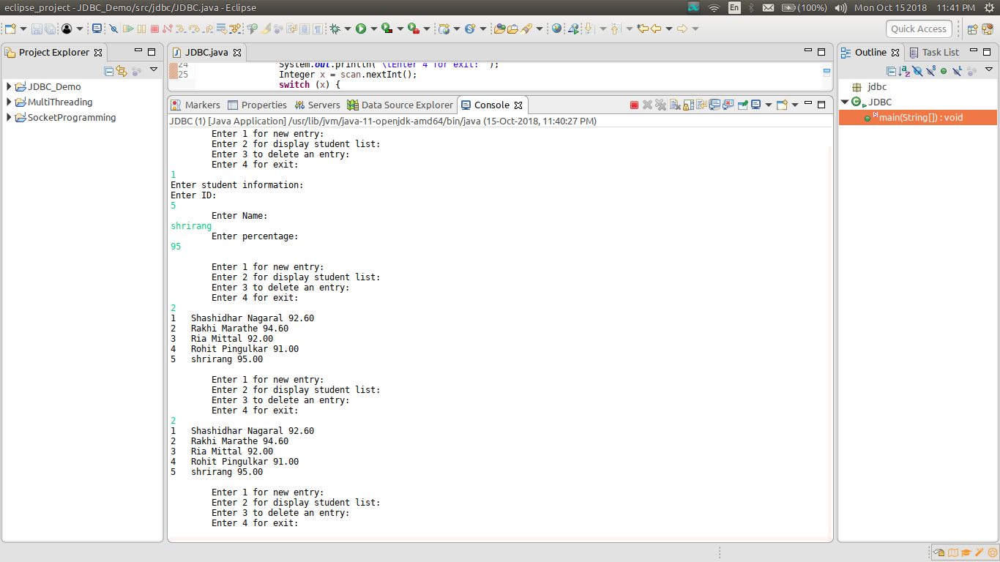 eclipse_project - JDBC_Demo/src/jdbc/JDBC.java - Eclipse
En (100%) Mon Oct 15 2018 11:41 PM
Quick Access
Project Explorer
JDBC_Demo
MultiThreading
SocketProgramming
JDBC.java
24 System.out.println("\tEnter 4 for exit: ");
25 Integer x = scan.nextInt();
switch (x) {
Markers Properties Servers Data Source Explorer Console
JDBC (1) [Java Application] /usr/lib/jvm/java-11-openjdk-amd64/bin/java (15-Oct-2018, 11:40:27 PM)
Enter 1 for new entry:
Enter 2 for display student list:
Enter 3 to delete an entry:
Enter 4 for exit:
1
Enter student information:
Enter ID:
5
Enter Name:
shrirang
Enter percentage:
95
Enter 1 for new entry:
Enter 2 for display student list:
Enter 3 to delete an entry:
Enter 4 for exit:
2
1 Shashidhar Nagaral 92.60
2 Rakhi Marathe 94.60
3 Ria Mittal 92.00
4 Rohit Pingulkar 91.00
5 shrirang 95.00
Enter 1 for new entry:
Enter 2 for display student list:
Enter 3 to delete an entry:
Enter 4 for exit:
2
1 Shashidhar Nagaral 92.60
2 Rakhi Marathe 94.60
3 Ria Mittal 92.00
4 Rohit Pingulkar 91.00
5 shrirang 95.00
Enter 1 for new entry:
Enter 2 for display student list:
Enter 3 to delete an entry:
Enter 4 for exit:
Outline Task List
jdbc
JDBC
main(String[]) : void